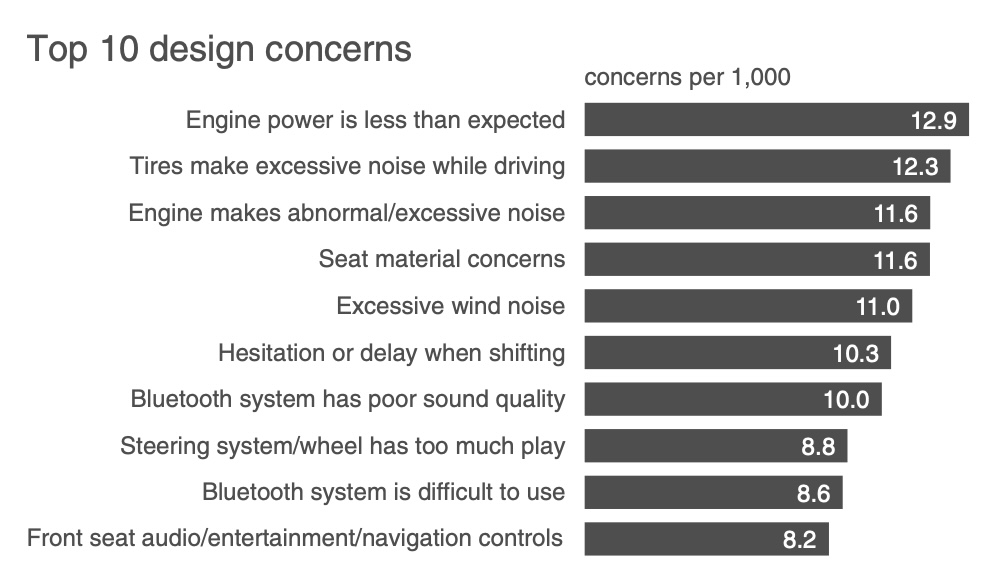 Top 10 design concerns
concerns per 1,000
Engine power is less than expected 12.9
Tires make excessive noise while driving 12.3
Engine makes abnormal/excessive noise 11.6
Seat material concerns 11.6
Excessive wind noise 11.0
Hesitation or delay when shifting 10.3
Bluetooth system has poor sound quality 10.0
Steering system/wheel has too much play 8.8
Bluetooth system is difficult to use 8.6
Front seat audio/entertainment/navigation controls 8.2